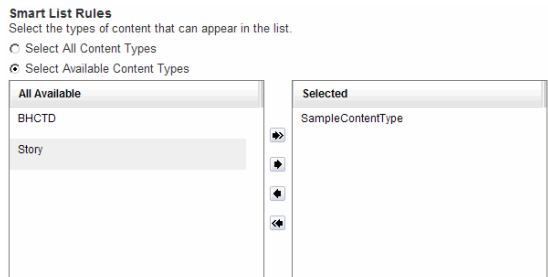 Smart List Rules
Select the types of content that can appear in the list.
Select All Content Types
Select Available Content Types
All Available
Selected
BHCTD
SampleContentType
Story